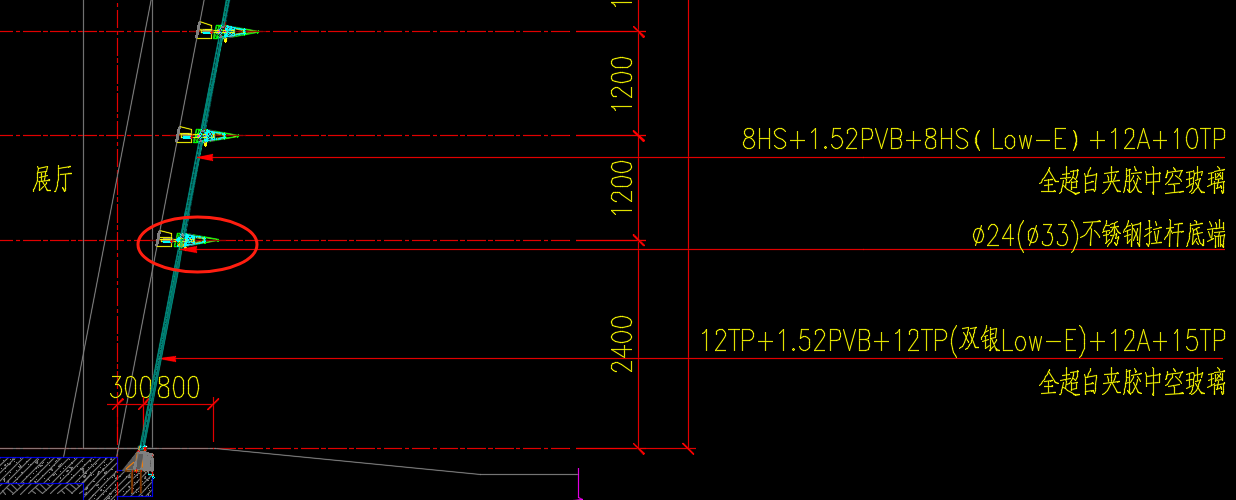 1200
8HS+1.52PVB+8HS(Low-E)+12A+10TP
全超白夹胶中空玻璃
展厅
1200
ø24(ø33)不锈钢拉杆底端
2400
12TP+1.52PVB+12TP(双银Low-E)+12A+15TP
全超白夹胶中空玻璃
300 800